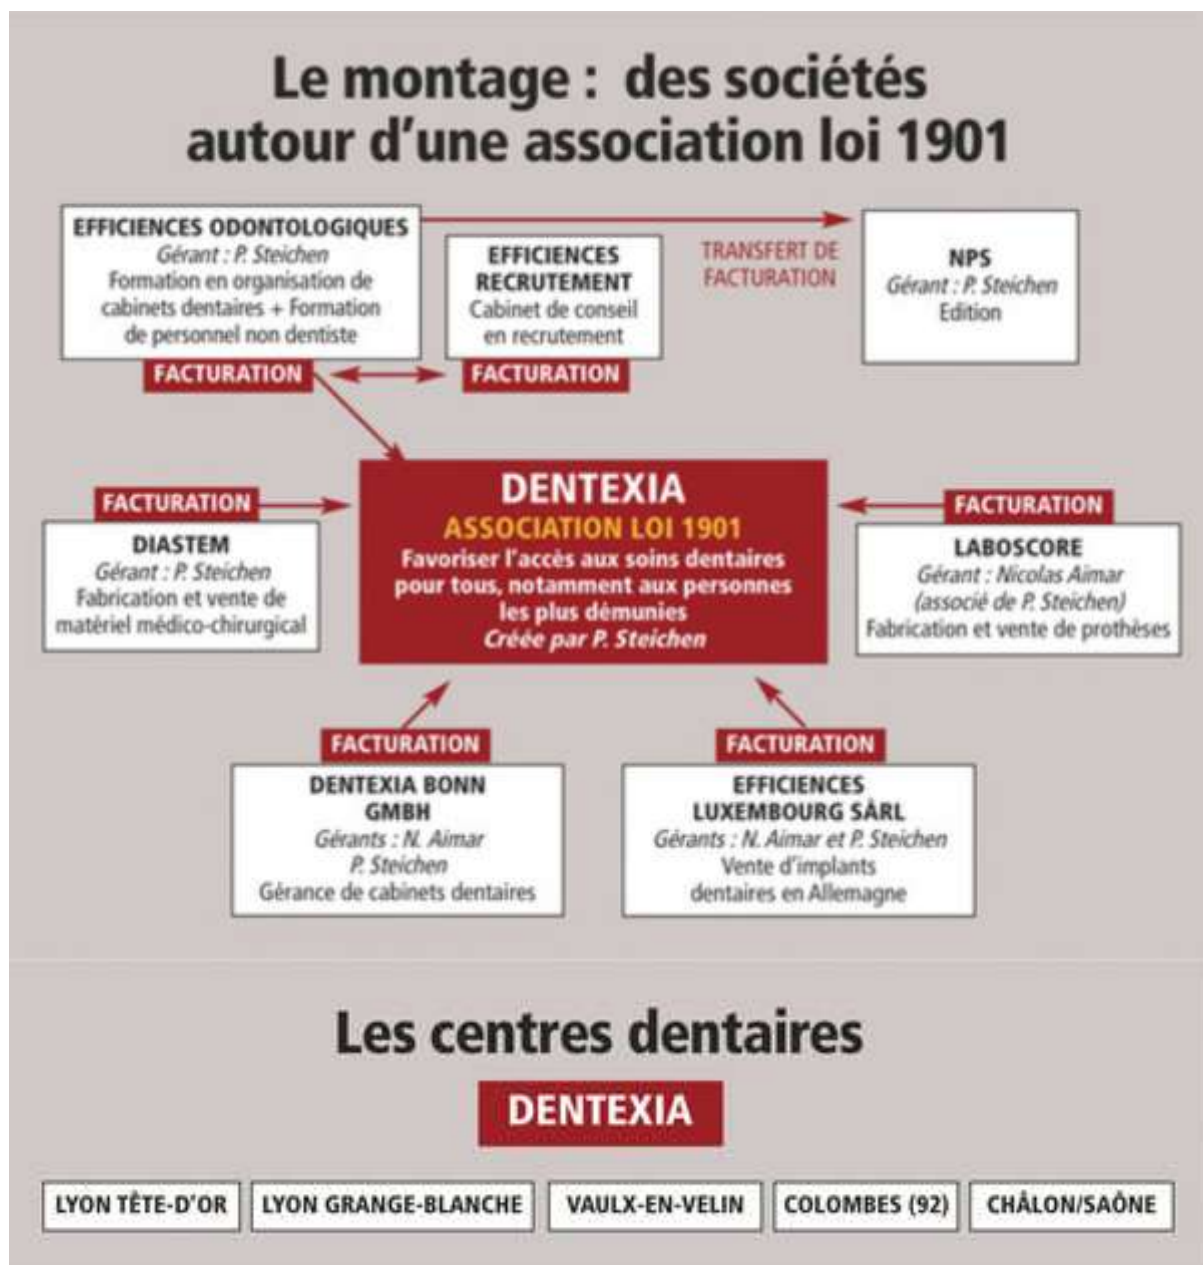 Le montage : des sociétés
autour d'une association loi 1901
EFFICIENCES ODONTOLOGIQUES
Gérant : P. Steichen
Formation en organisation de
cabinets dentaires + Formation
de personnel non dentiste
FACTURATION
EFFICIENCES
RECRUTEMENT
Cabinet de conseil
en recrutement
FACTURATION
TRANSFERT DE
FACTURATION
NPS
Gérant : P. Steichen
Edition
FACTURATION
DIASTEM
Gérant : P. Steichen
Fabrication et vente de
matériel médico-chirurgical
DENTEXIA
ASSOCIATION LOI 1901
Favoriser l'accès aux soins dentaires
pour tous, notamment aux personnes
les plus démunies
Créée par P. Steichen
FACTURATION
LABOSCORE
Gérant : Nicolas Aimar
(associé de P. Steichen)
Fabrication et vente de prothèses
FACTURATION
DENTEXIA BONN
GMBH
Gérants : N. Aimar
P. Steichen
Gérance de cabinets dentaires
FACTURATION
EFFICIENCES
LUXEMBOURG SÀRL
Gérants : N. Aimar et P. Steichen
Vente d'implants
dentaires en Allemagne
Les centres dentaires
DENTEXIA
LYON TÊTE-D'OR
LYON GRANGE-BLANCHE
VAULX-EN-VELIN
COLOMBES (92)
CHÂLON/SAÔNE